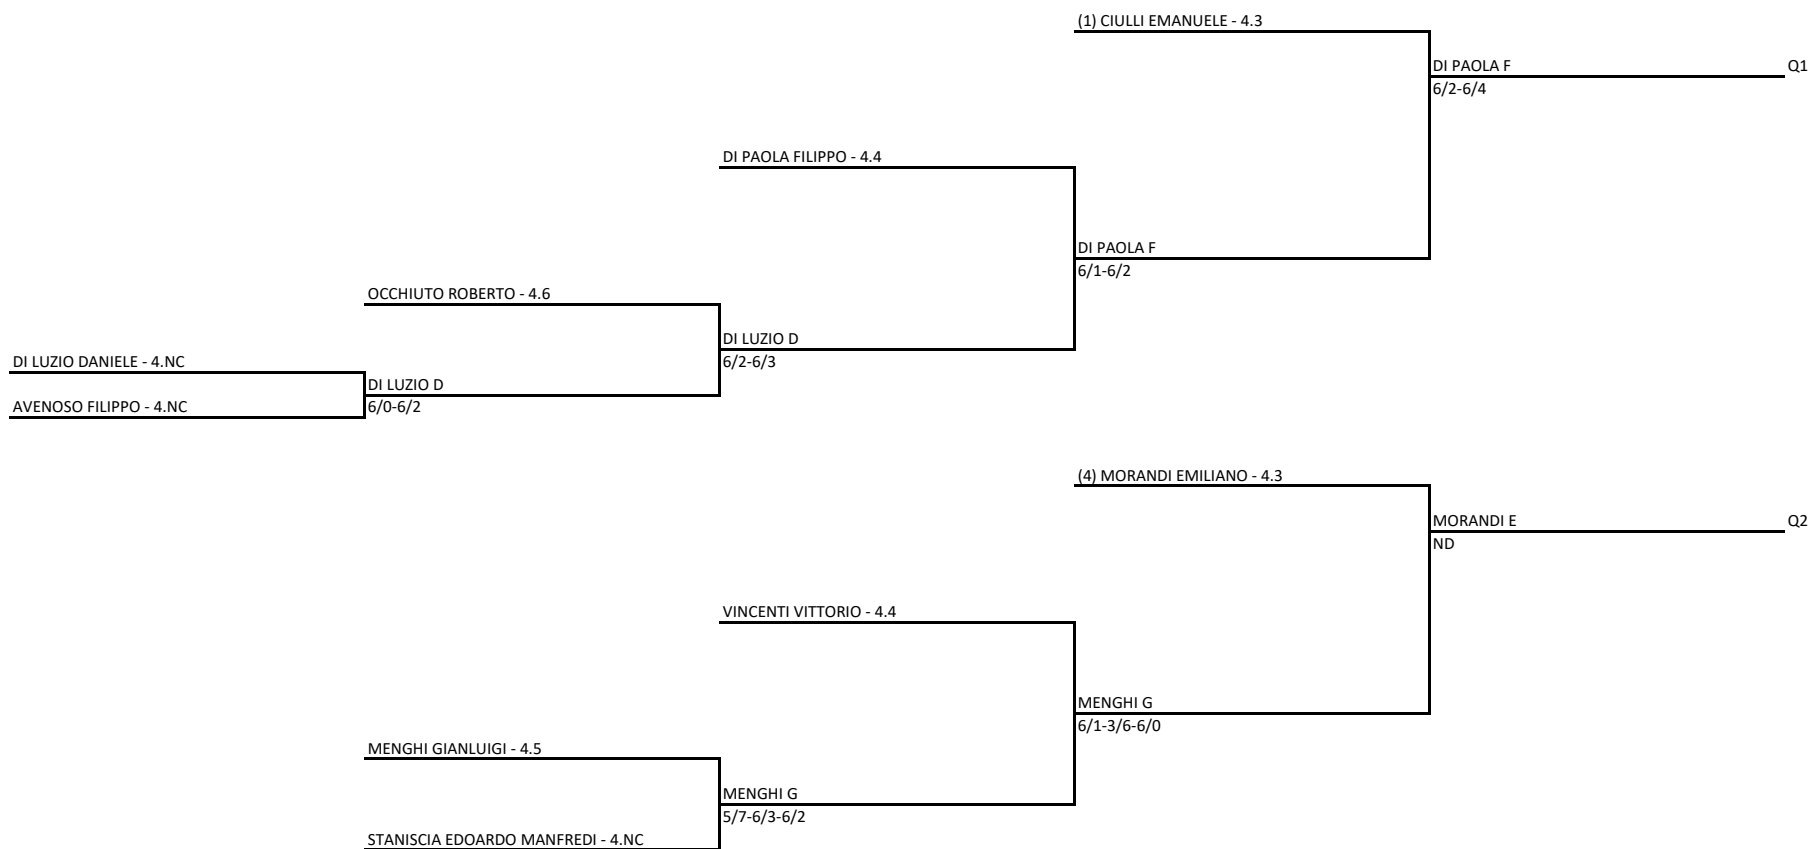 (1) CIULLI EMANUELE - 4.3
DI PAOLA F
Q1
6/2-6/4
DI PAOLA FILIPPO - 4.4
DI PAOLA F
6/1-6/2
OCCHIUTO ROBERTO - 4.6
DI LUZIO D
6/2-6/3
DI LUZIO DANIELE - 4.NC
DI LUZIO D
6/0-6/2
AVENOSO FILIPPO - 4.NC
(4) MORANDI EMILIANO - 4.3
MORANDI E
Q2
ND
VINCENTI VITTORIO - 4.4
MENGHI G
6/1-3/6-6/0
MENGHI GIANLUIGI - 4.5
MENGHI G
5/7-6/3-6/2
STANISCIA EDOARDO MANFREDI - 4.NC